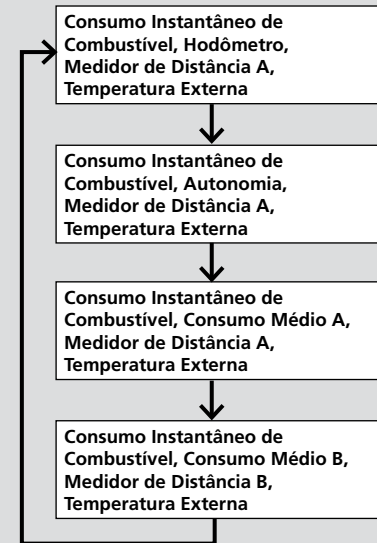 Consumo Instantâneo de
Combustível, Hodômetro,
Medidor de Distância A,
Temperatura Externa
Consumo Instantâneo de
Combustível, Autonomia,
Medidor de Distância A,
Temperatura Externa
Consumo Instantâneo de
Combustível, Consumo Médio A,
Medidor de Distância A,
Temperatura Externa
Consumo Instantâneo de
Combustível, Consumo Médio B,
Medidor de Distância B,
Temperatura Externa